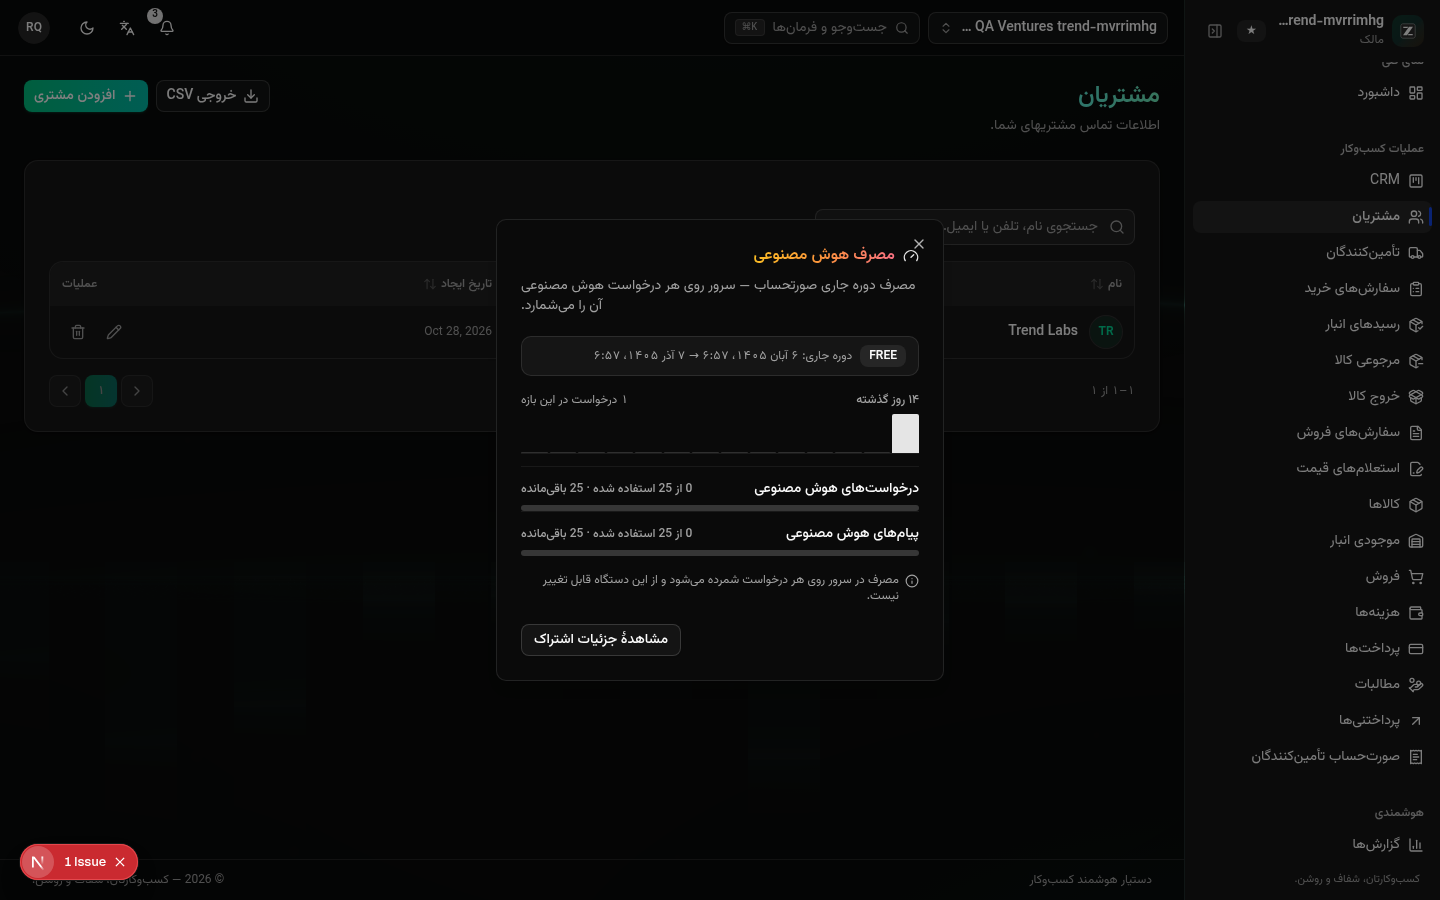 ...rend-mvrrimhg
مالک
QA Ventures trend-mvrrimhg ...
جست‌وجو و فرمان‌ها
⌘K
3
RQ
داشبورد
عملیات کسب‌وکار
CRM
مشتریان
تأمین‌کنندگان
سفارش‌های خرید
رسیدهای انبار
مرجوعی کالا
خروج کالا
سفارش‌های فروش
استعلام‌های قیمت
کالاها
موجودی انبار
فروش
هزینه‌ها
پرداخت‌ها
مطالبات
پرداختنی‌ها
صورت‌حساب تأمین‌کنندگان
هوشمندی
گزارش‌ها
کسب‌وکارتان، شفاف و روشن.
مشتریان
اطلاعات تماس مشتریهای شما.
خروجی CSV
افزودن مشتری
جستجوی نام، تلفن یا ایمیل.
نام
تاریخ ایجاد
عملیات
TR
Trend Labs
Oct 28, 2026
۱–۱ از ۱
۱
مصرف هوش مصنوعی
مصرف دوره جاری صورتحساب — سرور روی هر درخواست هوش مصنوعی
آن را می‌شمارد.
FREE
دوره جاری: ۶ آبان ۱۴۰۵، ۶:۵۷ → ۷ آذر ۱۴۰۵، ۶:۵۷
۱۴ روز گذشته
۱ درخواست در این بازه
درخواست‌های هوش مصنوعی
0 از 25 استفاده شده · 25 باقی‌مانده
پیام‌های هوش مصنوعی
0 از 25 استفاده شده · 25 باقی‌مانده
مصرف در سرور روی هر درخواست شمرده می‌شود و از این دستگاه قابل تغییر
نیست.
مشاهدهٔ جزئیات اشتراک
دستیار هوشمند کسب‌وکار
© 2026 — کسب‌وکارتان، شفاف و روشن.
1 Issue